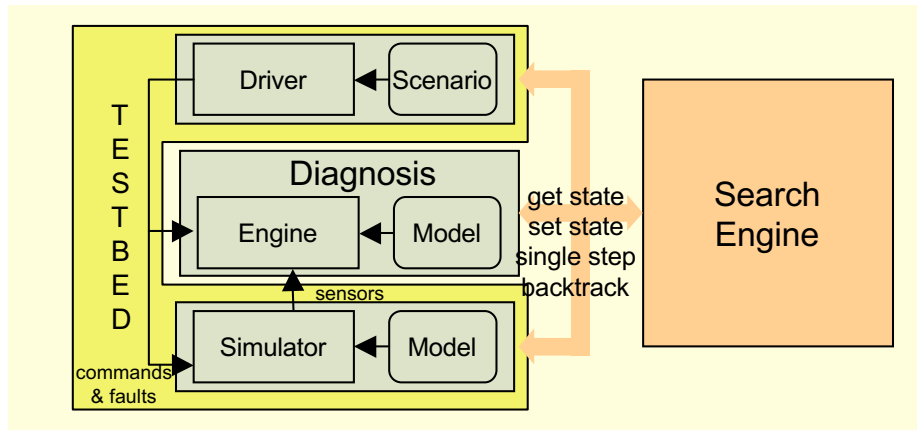 TESTBED
Driver
Scenario
Diagnosis
Engine
Model
sensors
Simulator
Model
commands
& faults
get state
set state
single step
backtrack
Search
Engine